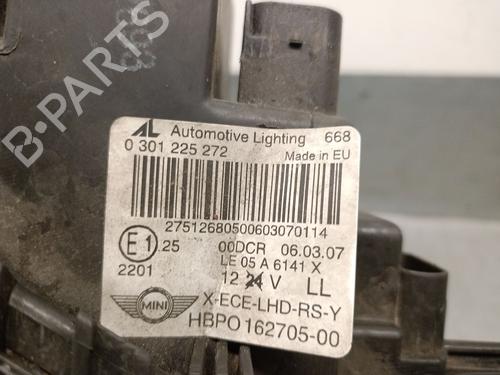 B-PARTS
AL Automotive Lighting 668
0 301 225 272 Made in EU
27512680500603070114
E1 25 00DCR 06.03.07
2201 LE 05 A 6141 X
12 24 V LL
MINI X-ECE-LHD-RS-Y
HBPO 162705-00